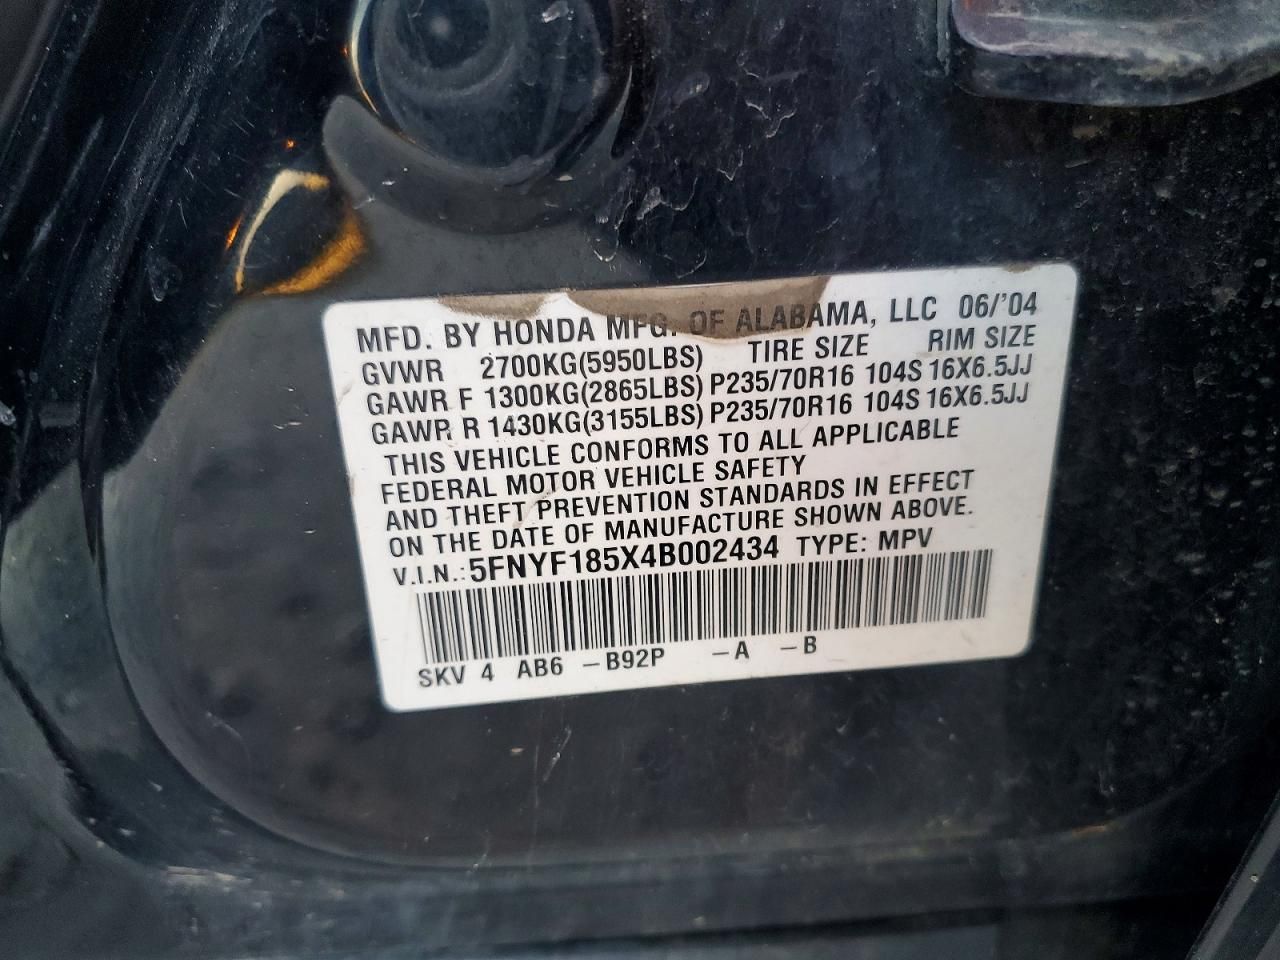 MFD. BY HONDA MFG. OF ALABAMA, LLC 06/'04
GVWR 2700KG(5950LBS) TIRE SIZE RIM SIZE
GAWR F 1300KG(2865LBS) P235/70R16 104S 16X6.5JJ
GAWR R 1430KG(3155LBS) P235/70R16 104S 16X6.5JJ
THIS VEHICLE CONFORMS TO ALL APPLICABLE
FEDERAL MOTOR VEHICLE SAFETY
AND THEFT PREVENTION STANDARDS IN EFFECT
ON THE DATE OF MANUFACTURE SHOWN ABOVE.
V.I.N.: 5FNYF185X4B002434 TYPE: MPV
SKV 4 AB6 -B92P -A -B